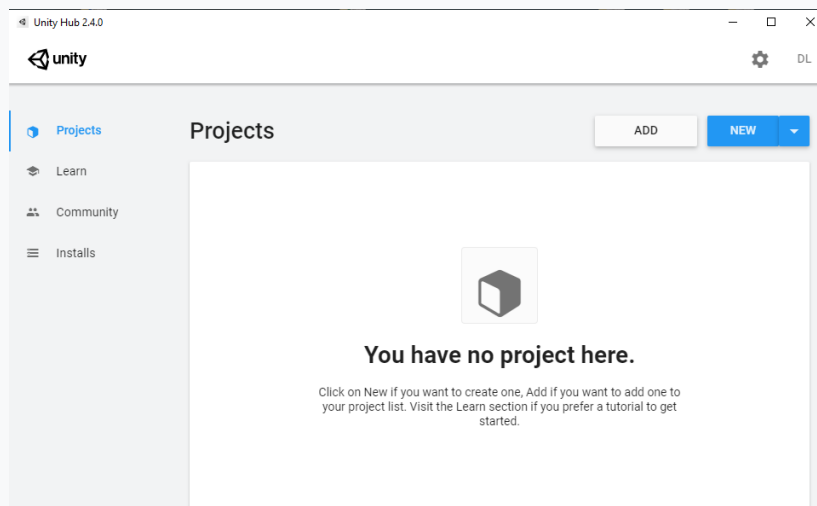 Unity Hub 2.4.0
unity
DL
Projects
Learn
Community
Installs
Projects
ADD
NEW
You have no project here.
Click on New if you want to create one, Add if you want to add one to
your project list. Visit the Learn section if you prefer a tutorial to get
started.